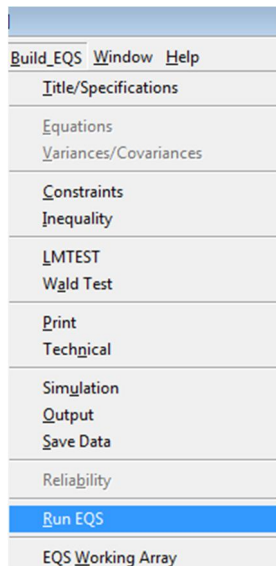 Build_EQS Window Help
Title/Specifications
Equations
Variances/Covariances
Constraints
Inequality
LMTEST
Wald Test
Print
Technical
Simulation
Output
Save Data
Reliability
Run EQS
EQS Working Array